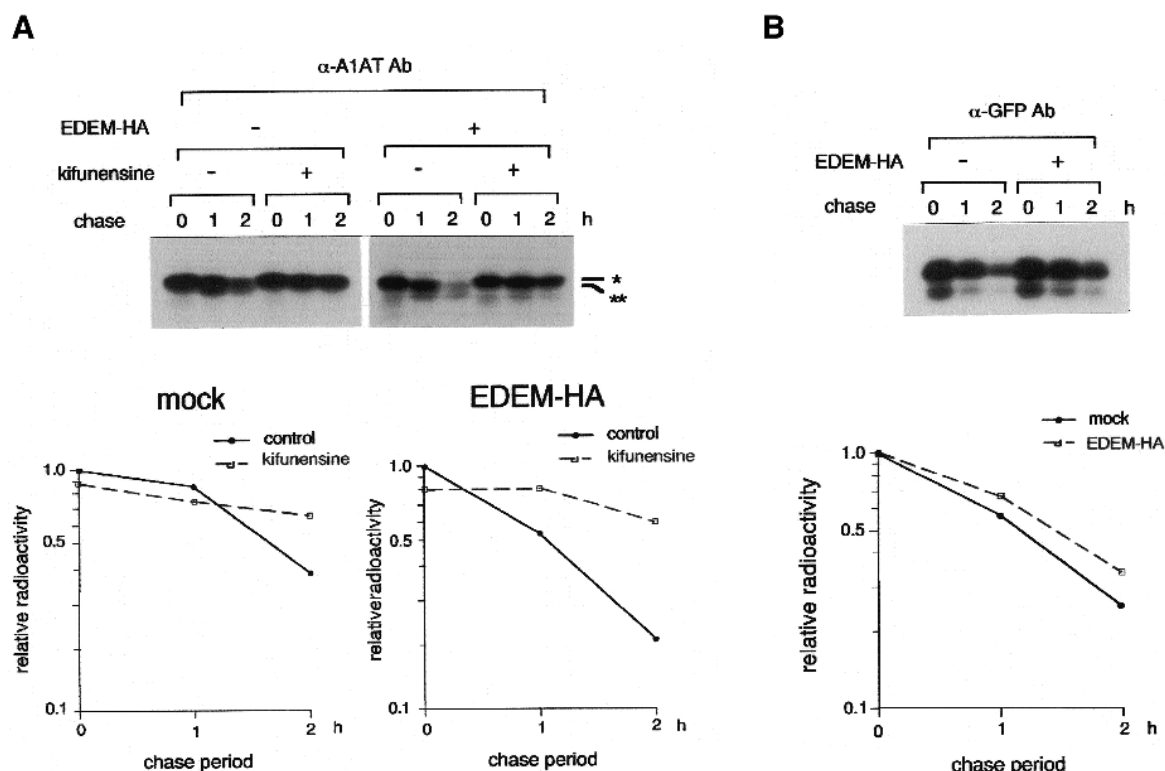 A
α-A1AT Ab
EDEM-HA - +
kifunensine - + - +
chase 0 1 2 0 1 2 0 1 2 0 1 2 h
*
**
mock
control
kifunensine
1.0
0.5
0.1
relative radioactivity
0 1 2 h
chase period
EDEM-HA
control
kifunensine
1.0
0.5
0.1
relative radioactivity
0 1 2 h
chase period
B
α-GFP Ab
EDEM-HA - +
chase 0 1 2 0 1 2 h
mock
EDEM-HA
1.0
0.5
0.1
relative radioactivity
0 1 2 h
chase period